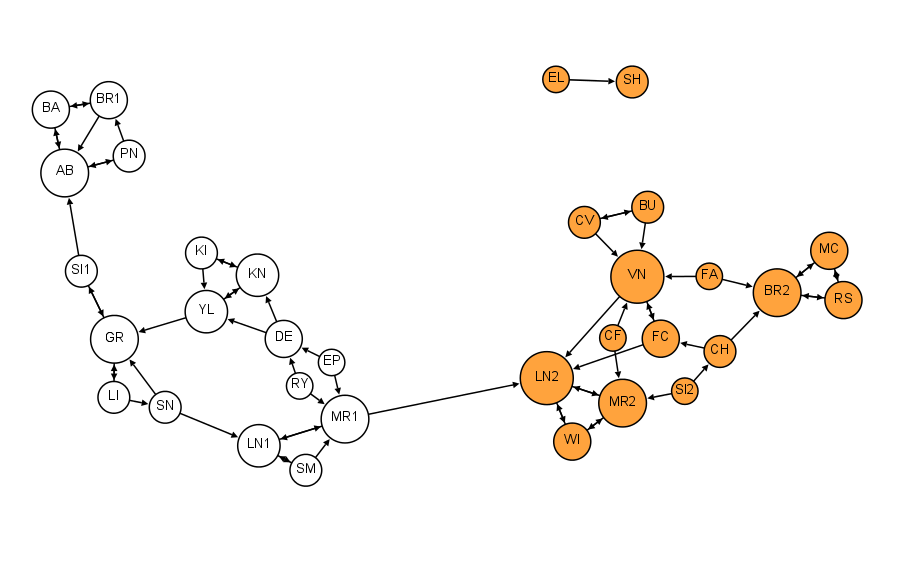 EL
SH
BA
BR1
PN
AB
CV
BU
KI
MC
SI1
KN
VN
FA
BR2
RS
YL
GR
DE
CF
FC
CH
EP
LN2
RY
SI2
LI
SN
MR2
MR1
LN1
WI
SM